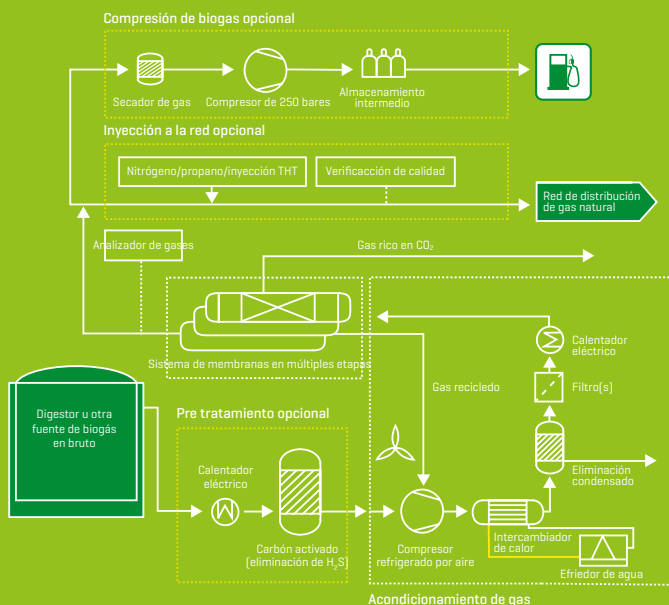 Compresión de biogas opcional
Secador de gas
Compresor de 250 bares
Almacenamiento
intermedio
Inyección a la red opcional
Nitrógeno/propano/inyección THT
Verificacción de calidad
Red de distribución
de gas natural
Analizador de gases
Gas rico en CO₂
Sistema de membranas en múltiples etapas
Calentador
eléctrico
Gas recicledo
Filtro(s)
Digestor u otra
fuente de biogás
en bruto
Pre tratamiento opcional
Calentador
eléctrico
Eliminación
condensado
Carbón activado
(eliminación de H₂S)
Compresor
refrigerado por aire
Intercambiador
de calor
Efriedor de agua
Acondicionamiento de gas